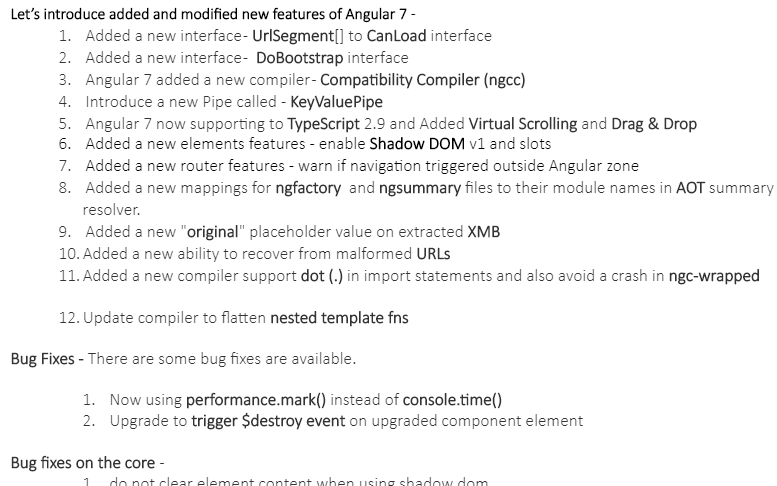 Let's introduce added and modified new features of Angular 7 -
1. Added a new interface- UrlSegment[] to CanLoad interface
2. Added a new interface- DoBootstrap interface
3. Angular 7 added a new compiler- Compatibility Compiler (ngcc)
4. Introduce a new Pipe called - KeyValuePipe
5. Angular 7 now supporting to TypeScript 2.9 and Added Virtual Scrolling and Drag & Drop
6. Added a new elements features - enable Shadow DOM v1 and slots
7. Added a new router features - warn if navigation triggered outside Angular zone
8. Added a new mappings for ngfactory and ngsummary files to their module names in AOT summary
resolver.
9. Added a new "original" placeholder value on extracted XMB
10. Added a new ability to recover from malformed URLs
11. Added a new compiler support dot (.) in import statements and also avoid a crash in ngc-wrapped
12. Update compiler to flatten nested template fns
Bug Fixes - There are some bug fixes are available.
1. Now using performance.mark() instead of console.time()
2. Upgrade to trigger $destroy event on upgraded component element
Bug fixes on the core -
1. do not clear element content when using shadow dom